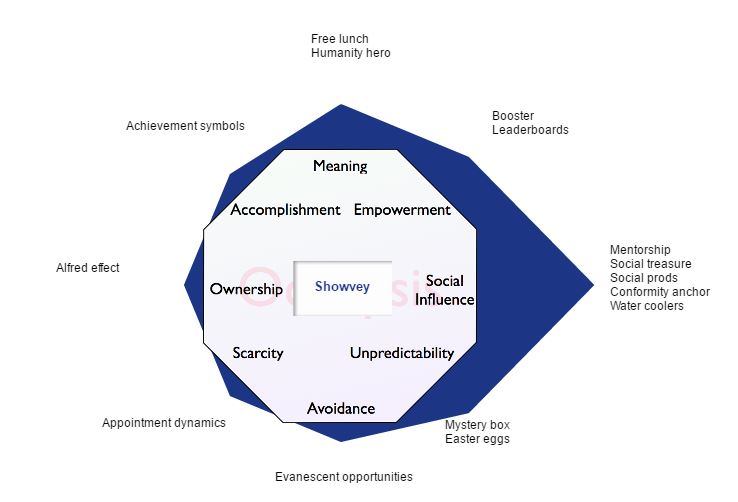 Free lunch
Humanity hero
Achievement symbols
Booster
Leaderboards
Meaning
Accomplishment
Empowerment
Alfred effect
Ownership
Showvey
Social
Influence
Mentorship
Social treasure
Social prods
Conformity anchor
Water coolers
Scarcity
Unpredictability
Avoidance
Appointment dynamics
Mystery box
Easter eggs
Evanescent opportunities